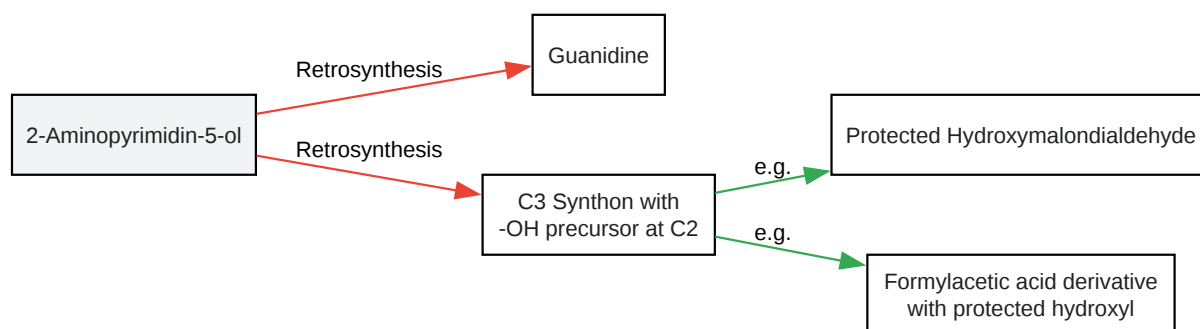 Guanidine
Retrosynthesis
2-Aminopyrimidin-5-ol
Protected Hydroxymalondialdehyde
Retrosynthesis
e.g.
C3 Synthon with
-OH precursor at C2
e.g.
Formylacetic acid derivative
with protected hydroxyl